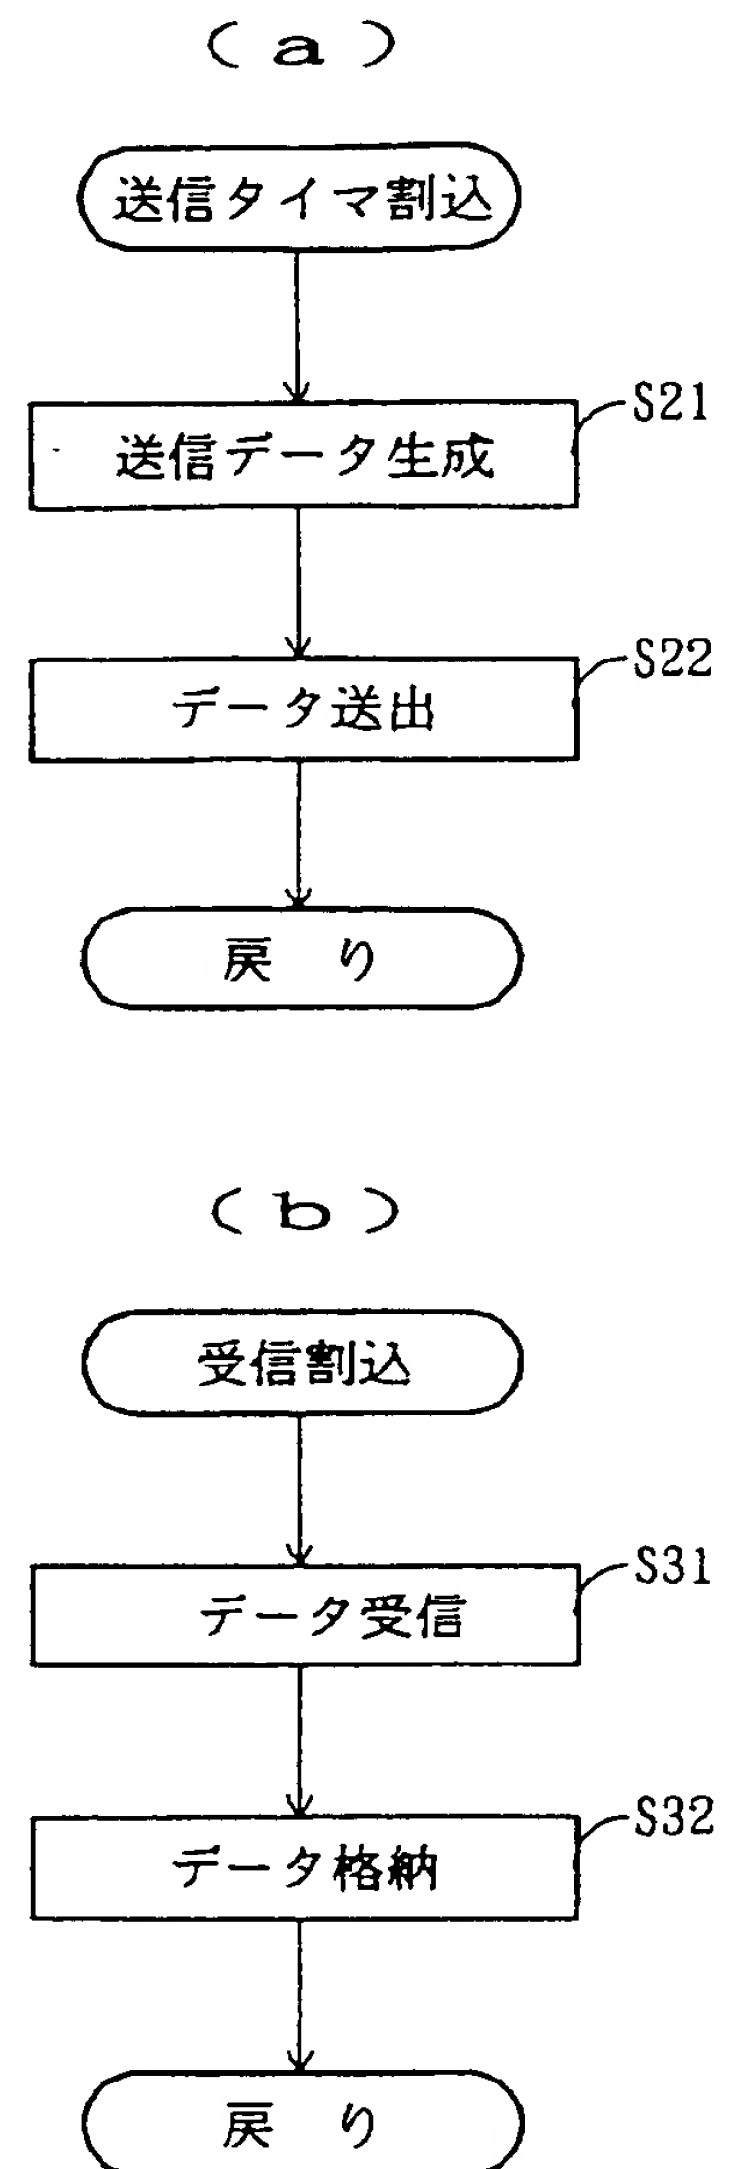 (a)
送信タイマ割込
S21
送信データ生成
S22
データ送出
戻り
(b)
受信割込
S31
データ受信
S32
データ格納
戻り